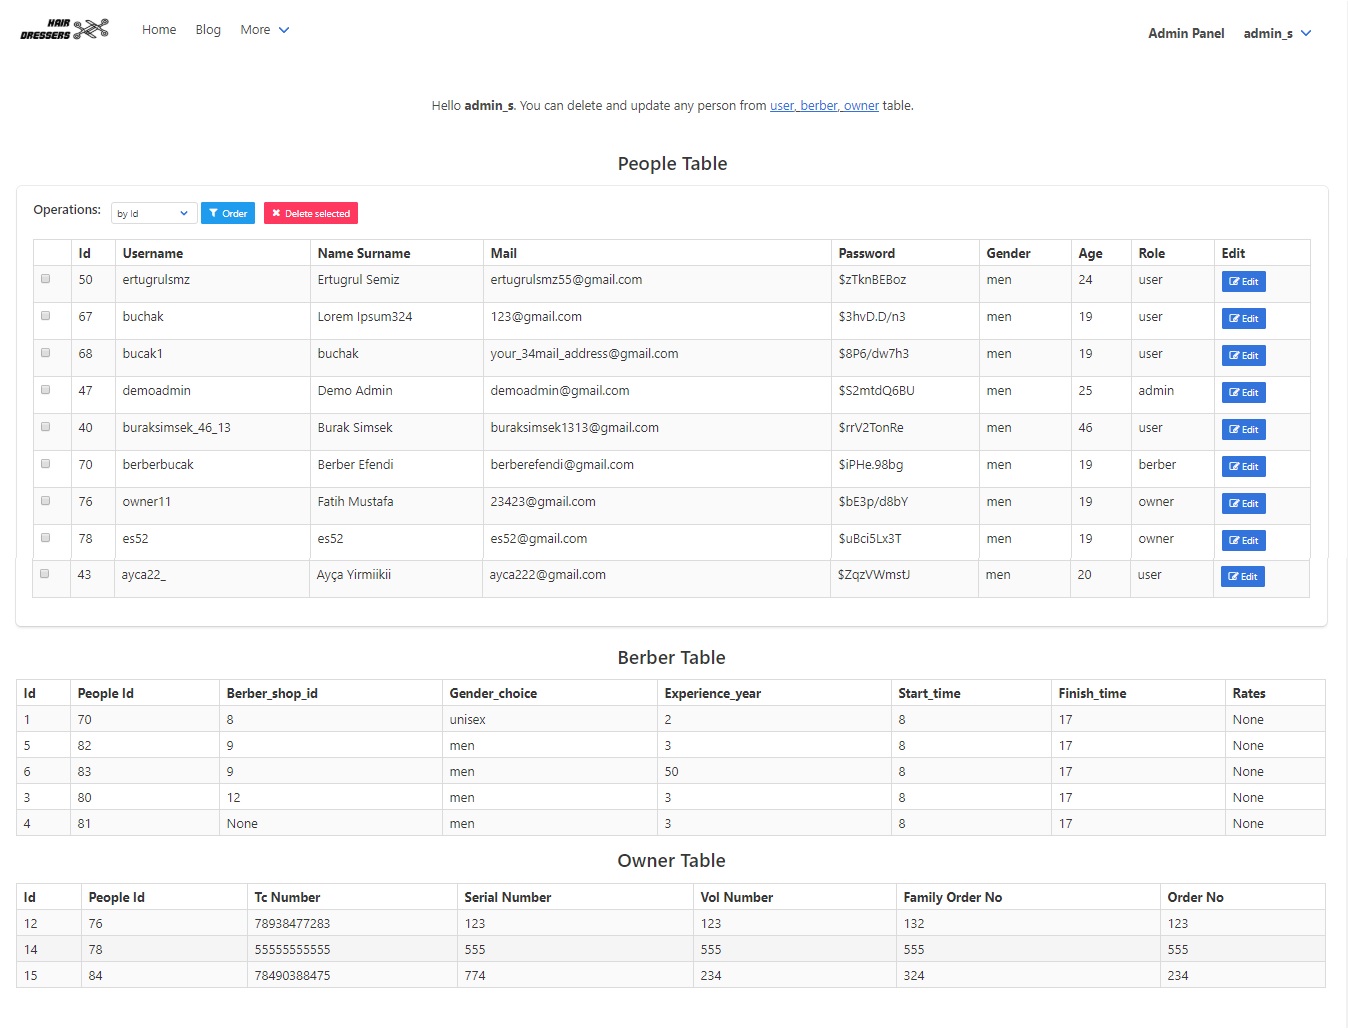 HAIR DRESSERS Home Blog More Admin Panel admin_s
Hello admin_s. You can delete and update any person from user, berber, owner table.
People Table
Operations: by Id Order Delete selected
Id Username Name Surname Mail Password Gender Age Role Edit
50 ertugrulsmz Ertugrul Semiz ertugrulsmz55@gmail.com $zTknBEBoz men 24 user Edit
67 buchak Lorem Ipsum324 123@gmail.com $3hvD.D/n3 men 19 user Edit
68 bucak1 buchak your_34mail_address@gmail.com $8P6/dw7h3 men 19 user Edit
47 demoadmin Demo Admin demoadmin@gmail.com $S2mtdQ6BU men 25 admin Edit
40 buraksimsek_46_13 Burak Simsek buraksimsek1313@gmail.com $rrV2TonRe men 46 user Edit
70 berberbucak Berber Efendi berberefendi@gmail.com $iPHe.98bg men 19 berber Edit
76 owner11 Fatih Mustafa 23423@gmail.com $bE3p/d8bY men 19 owner Edit
78 es52 es52 es52@gmail.com $uBci5Lx3T men 19 owner Edit
43 ayca22_ Ayça Yirmiikii ayca222@gmail.com $ZqzVWmstJ men 20 user Edit
Berber Table
Id People Id Berber_shop_id Gender_choice Experience_year Start_time Finish_time Rates
1 70 8 unisex 2 8 17 None
5 82 9 men 3 8 17 None
6 83 9 men 50 8 17 None
3 80 12 men 3 8 17 None
4 81 None men 3 8 17 None
Owner Table
Id People Id Tc Number Serial Number Vol Number Family Order No Order No
12 76 78938477283 123 123 132 123
14 78 55555555555 555 555 555 555
15 84 78490388475 774 234 324 234